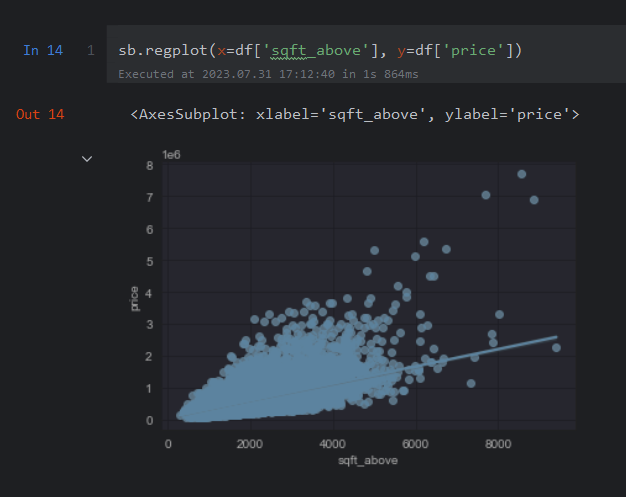 In 14 1 sb.regplot(x=df['sqft_above'], y=df['price'])
Executed at 2023.07.31 17:12:40 in 1s 864ms
Out 14 <AxesSubplot: xlabel='sqft_above', ylabel='price'>
1e6
8
7
6
5
4
3
2
1
0
price
0 2000 4000 6000 8000
sqft_above